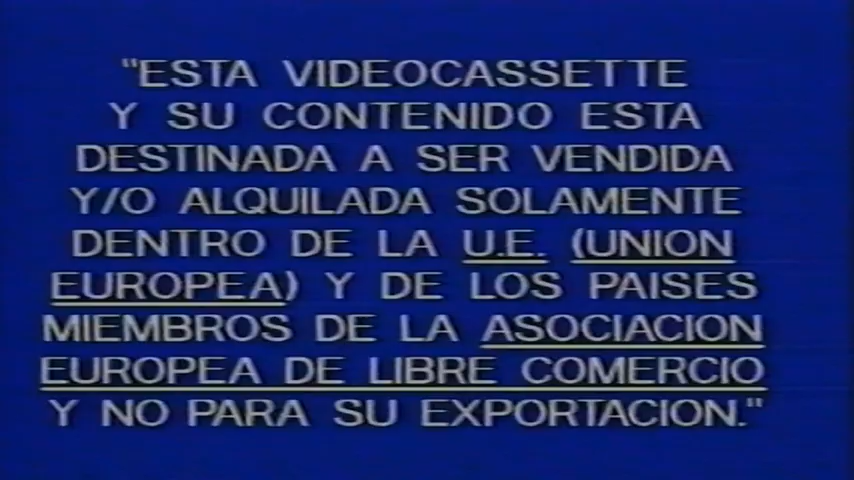 "ESTA VIDEOCASSETTE
Y SU CONTENIDO ESTA
DESTINADA A SER VENDIDA
Y/O ALQUILADA SOLAMENTE
DENTRO DE LA U.E. (UNION
EUROPEA) Y DE LOS PAISES
MIEMBROS DE LA ASOCIACION
EUROPEA DE LIBRE COMERCIO
Y NO PARA SU EXPORTACION."